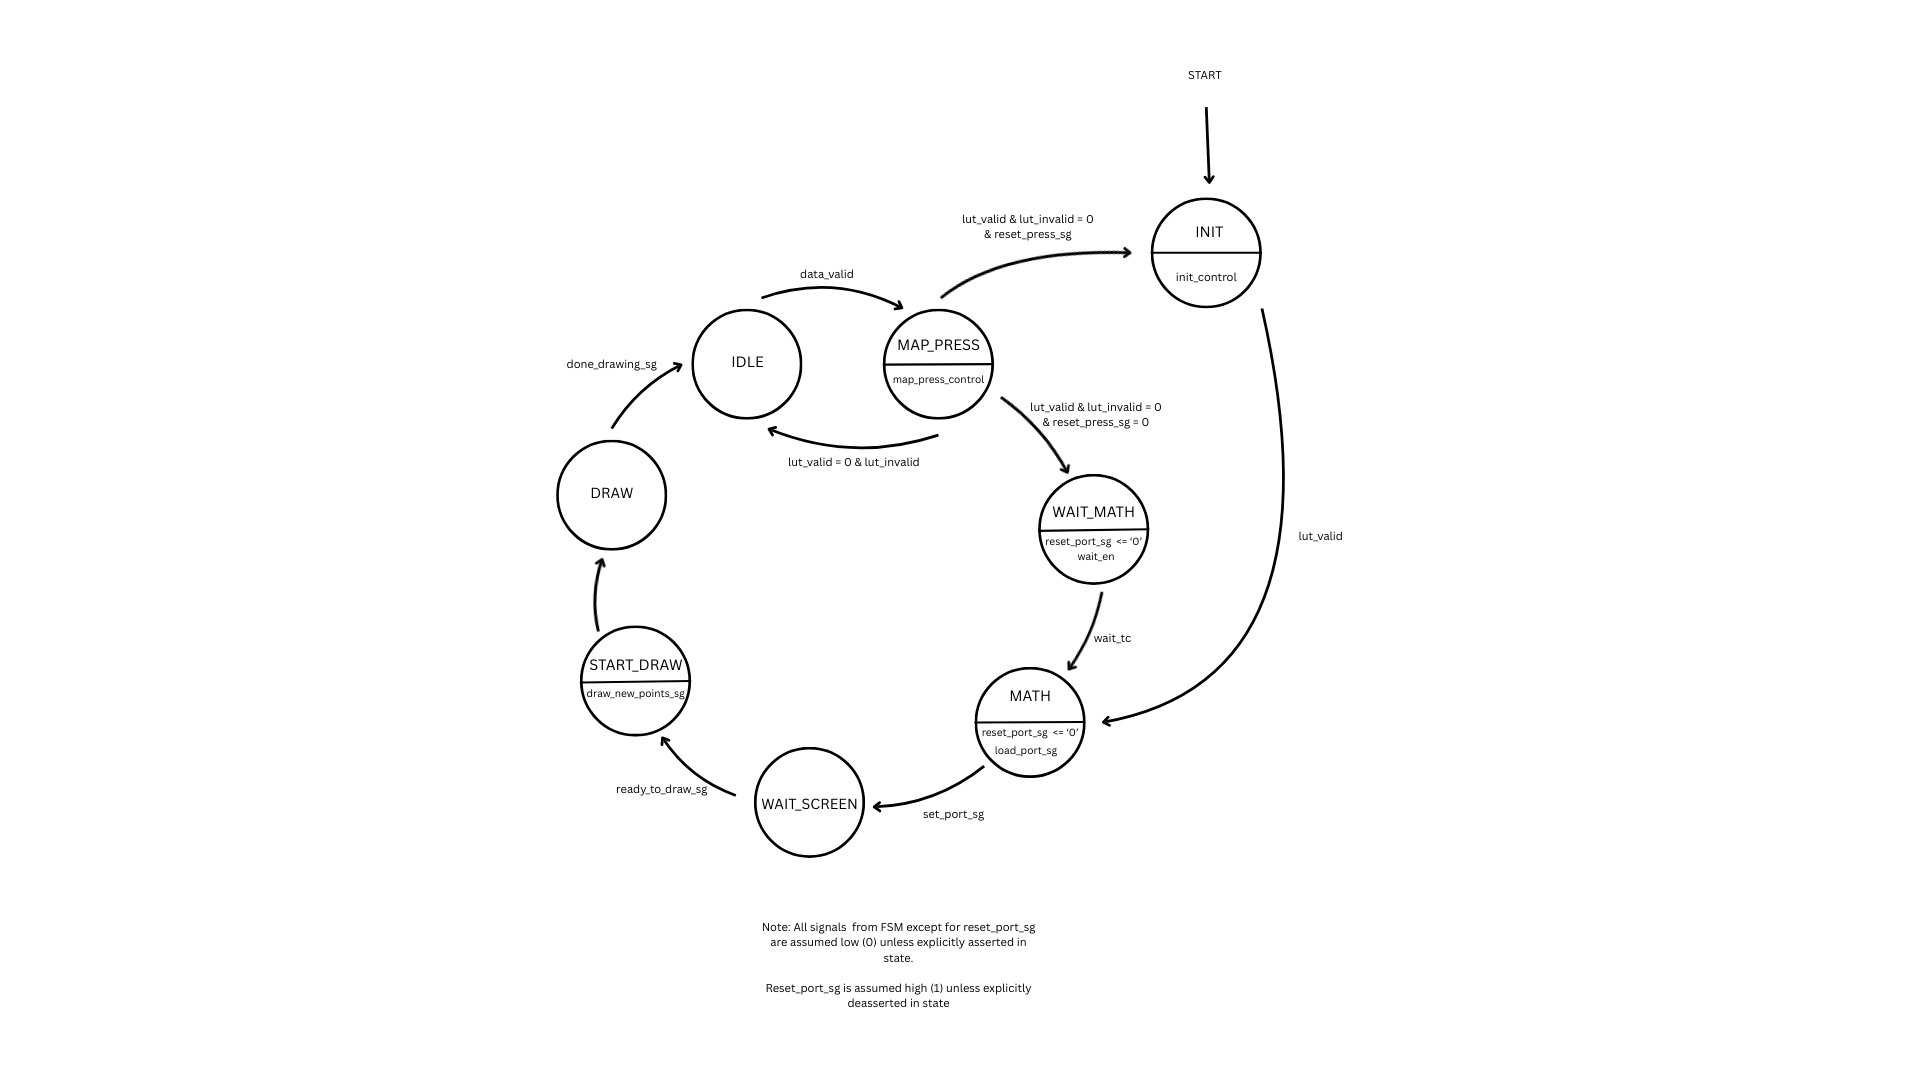 START
lut_valid & lut_invalid = 0
& reset_press_sg
INIT
init_control
data_valid
MAP_PRESS
map_press_control
IDLE
done_drawing_sg
lut_valid & lut_invalid = 0
& reset_press_sg = 0
lut_valid = 0 & lut_invalid
DRAW
WAIT_MATH
reset_port_sg <= ‘0’
wait_en
lut_valid
wait_tc
START_DRAW
draw_new_points_sg
MATH
reset_port_sg <= ‘0’
load_port_sg
ready_to_draw_sg
WAIT_SCREEN
set_port_sg
Note: All signals from FSM except for reset_port_sg
are assumed low (0) unless explicitly asserted in
state.
Reset_port_sg is assumed high (1) unless explicitly
deasserted in state